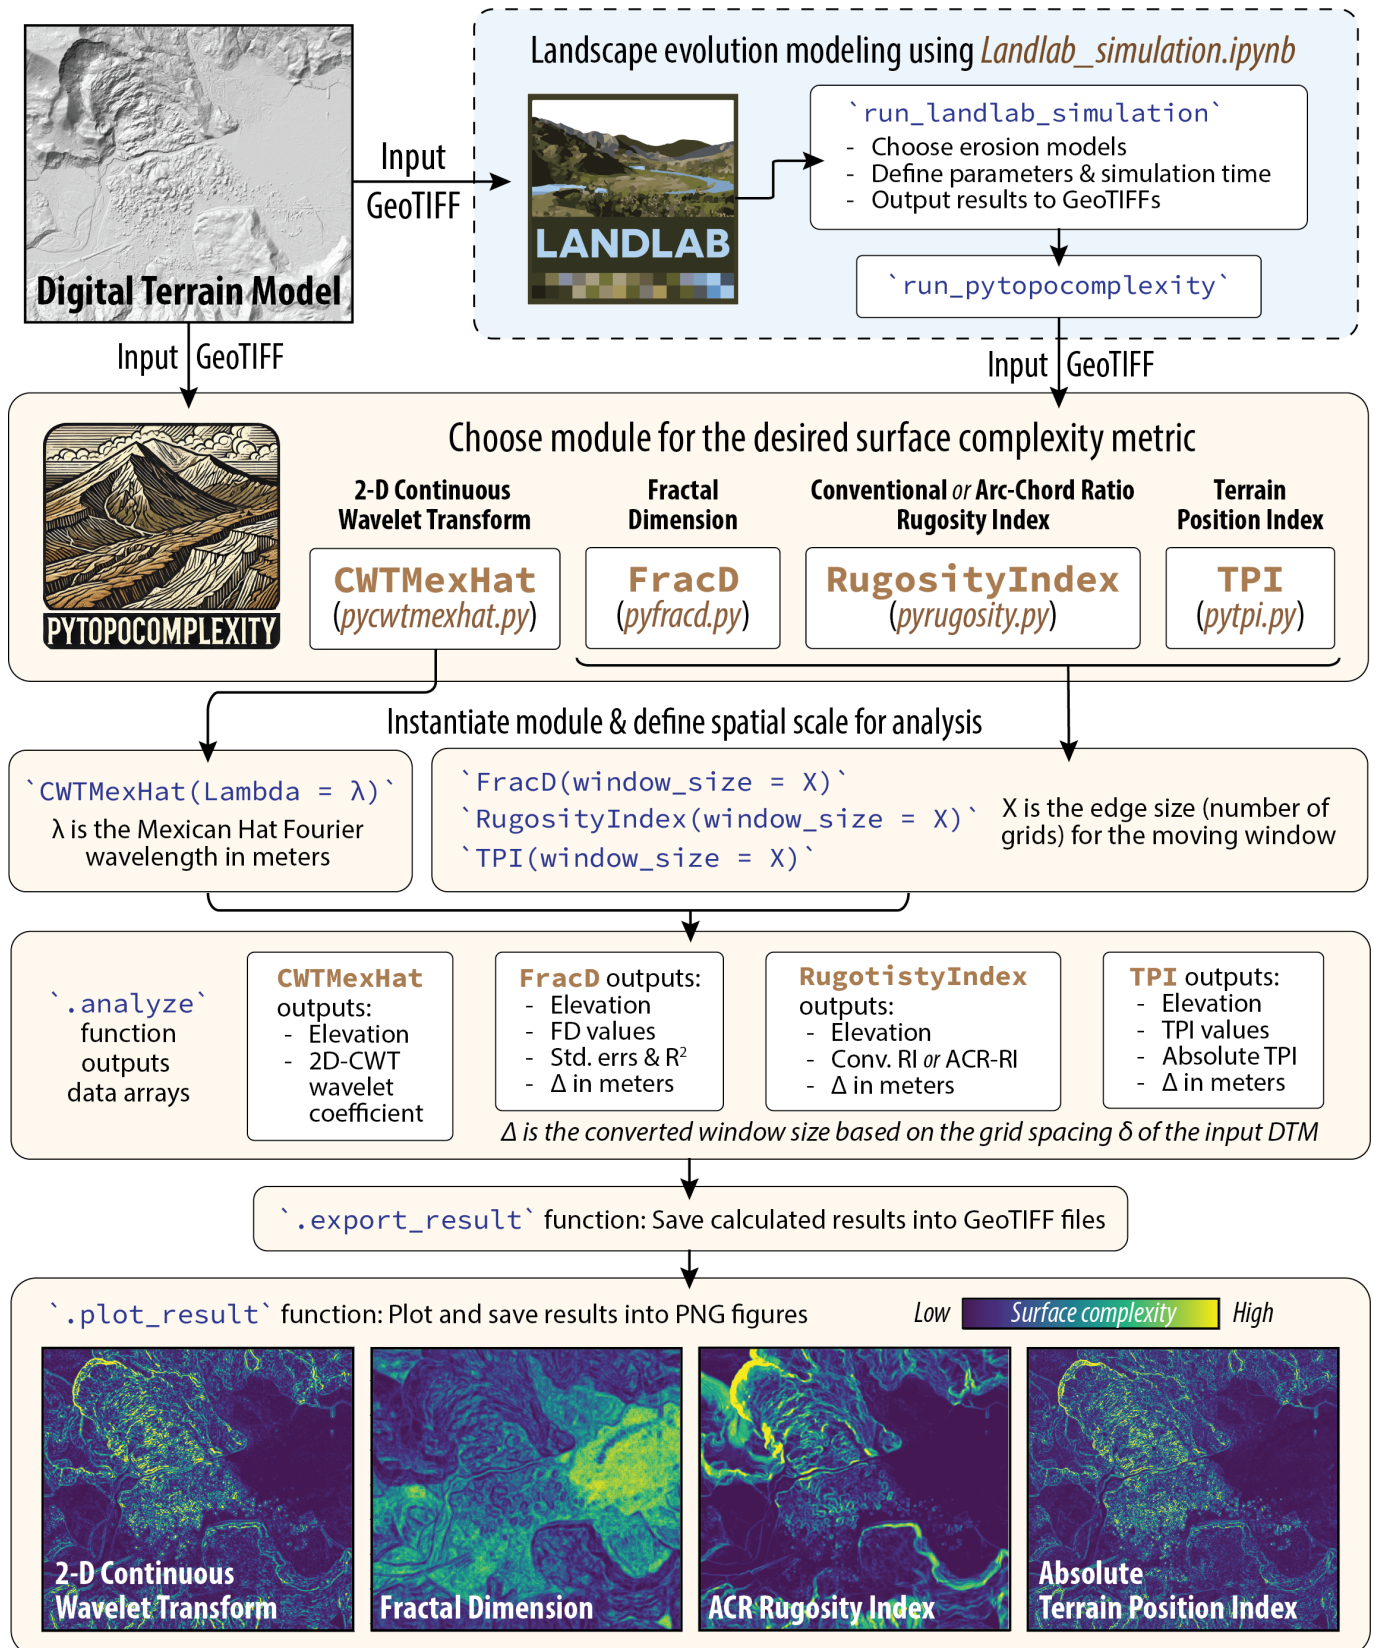 Digital Terrain Model
Input
GeoTIFF
Landscape evolution modeling using Landlab_simulation.ipynb
LANDLAB
`run_landlab_simulation`
- Choose erosion models
- Define parameters & simulation time
- Output results to GeoTIFFs
`run_pytopocomplexity`
Input GeoTIFF
Input GeoTIFF
PYTOPOCOMPLEXITY
Choose module for the desired surface complexity metric
2-D Continuous
Wavelet Transform
CWTMexHat
(pycwtmexhat.py)
Fractal
Dimension
FracD
(pyfracd.py)
Conventional or Arc-Chord Ratio
Rugosity Index
RugosityIndex
(pyrugosity.py)
Terrain
Position Index
TPI
(pytpi.py)
Instantiate module & define spatial scale for analysis
`CWTMexHat(Lambda = λ)`
λ is the Mexican Hat Fourier
wavelength in meters
`FracD(window_size = X)`
`RugosityIndex(window_size = X)`
`TPI(window_size = X)`
X is the edge size (number of
grids) for the moving window
`.analyze`
function
outputs
data arrays
CWTMexHat
outputs:
- Elevation
- 2D-CWT
wavelet
coefficient
FracD outputs:
- Elevation
- FD values
- Std. errs & R²
- Δ in meters
RugotistyIndex
outputs:
- Elevation
- Conv. RI or ACR-RI
- Δ in meters
TPI outputs:
- Elevation
- TPI values
- Absolute TPI
- Δ in meters
Δ is the converted window size based on the grid spacing δ of the input DTM
`.export_result` function: Save calculated results into GeoTIFF files
`.plot_result` function: Plot and save results into PNG figures
Low Surface complexity High
2-D Continuous
Wavelet Transform
Fractal Dimension
ACR Rugosity Index
Absolute
Terrain Position Index